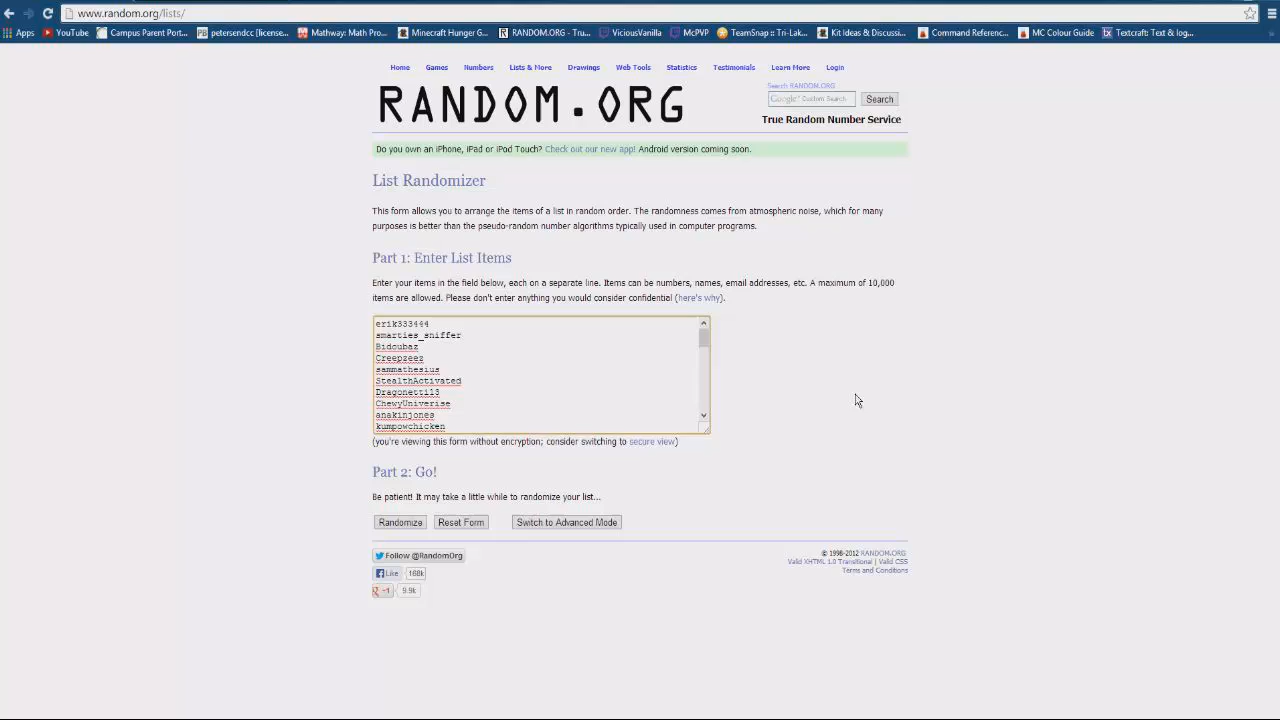 www.random.org/lists/
Apps YouTube Campus Parent Port... petersendcc [license... Mathway: Math Pro... Minecraft Hunger G... RANDOM.ORG - Tru... ViciousVanilla McPVP TeamSnap :: Tri-Lak... Kit Ideas & Discussi... Command Referenc... MC Colour Guide Textcraft: Text & log...
Home Games Numbers Lists & More Drawings Web Tools Statistics Testimonials Login
Search RANDOM.ORG
RANDOM.ORG
Google Custom Search Search
True Random Number Service
Do you own an iPhone, iPad or iPod Touch? Check out our new app! Android version coming soon.
List Randomizer
This form allows you to arrange the items of a list in random order. The randomness comes from atmospheric noise, which for many
purposes is better than the pseudo-random number algorithms typically used in computer programs.
Part 1: Enter List Items
Enter your items in the field below, each on a separate line. Items can be numbers, names, email addresses, etc. A maximum of 10,000
items are allowed. Please don't enter anything you would consider confidential (here's why).
erik333444
smarties_sniffer
Bidoubaz
Creepzeez
sammathesius
StealthActivated
Dragonetti13
ChewyUniverise
anakinjones
kumpowchicken
(you're viewing this form without encryption; consider switching to secure view)
Part 2: Go!
Be patient! It may take a little while to randomize your list...
Randomize Reset Form Switch to Advanced Mode
Follow @RandomOrg
Like 168k
+1 9.9k
© 1998-2012 RANDOM.ORG
Valid XHTML 1.0 Transitional | Valid CSS
Terms and Conditions